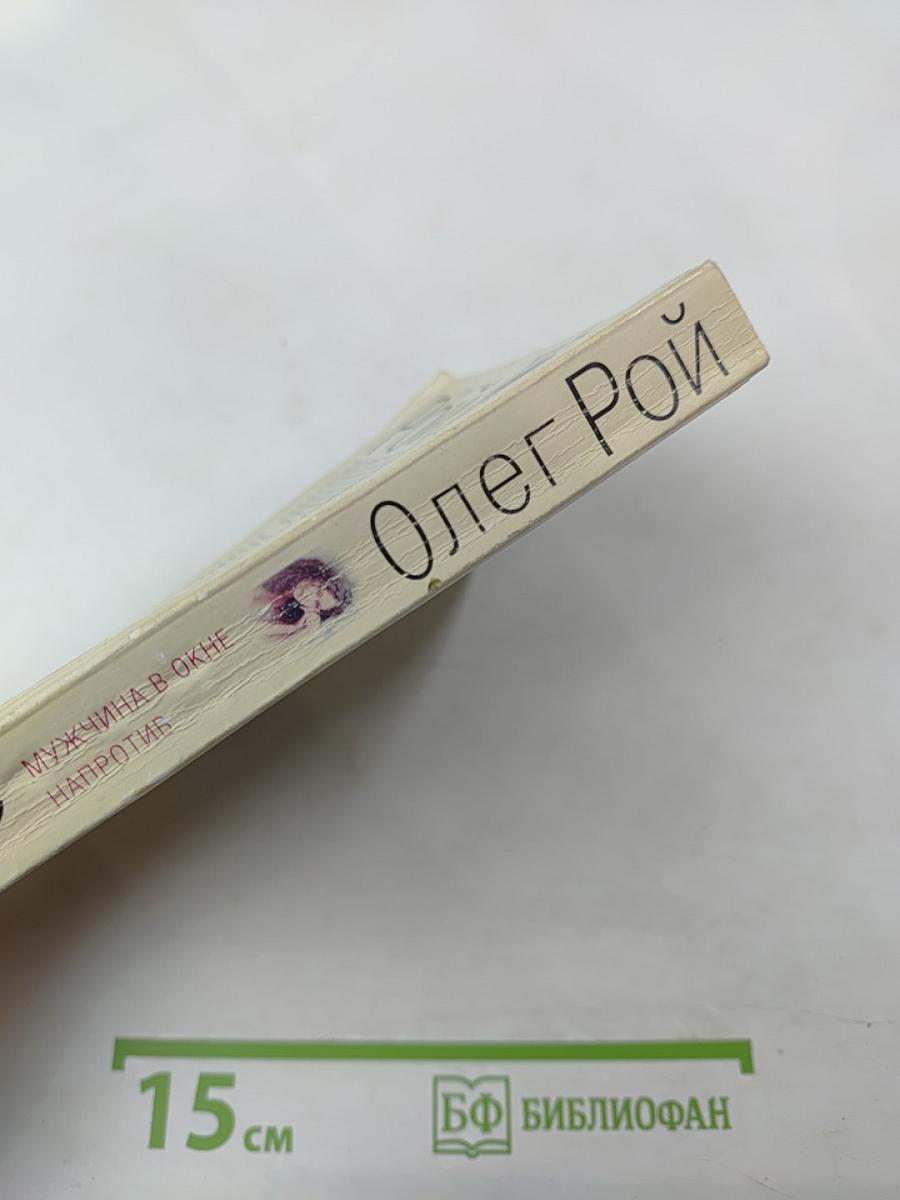 Олег Рой
МУЖЧИНА В ОКНЕ
НАПРОТИВ
15 см
БФ БИБЛИОФАН